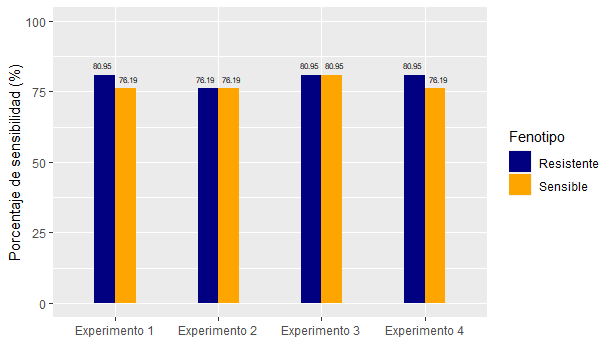 Porcentaje de sensibilidad (%)
100
75
50
25
0
80.95
76.19
76.19
76.19
80.95
80.95
80.95
76.19
Experimento 1
Experimento 2
Experimento 3
Experimento 4
Fenotipo
Resistente
Sensible